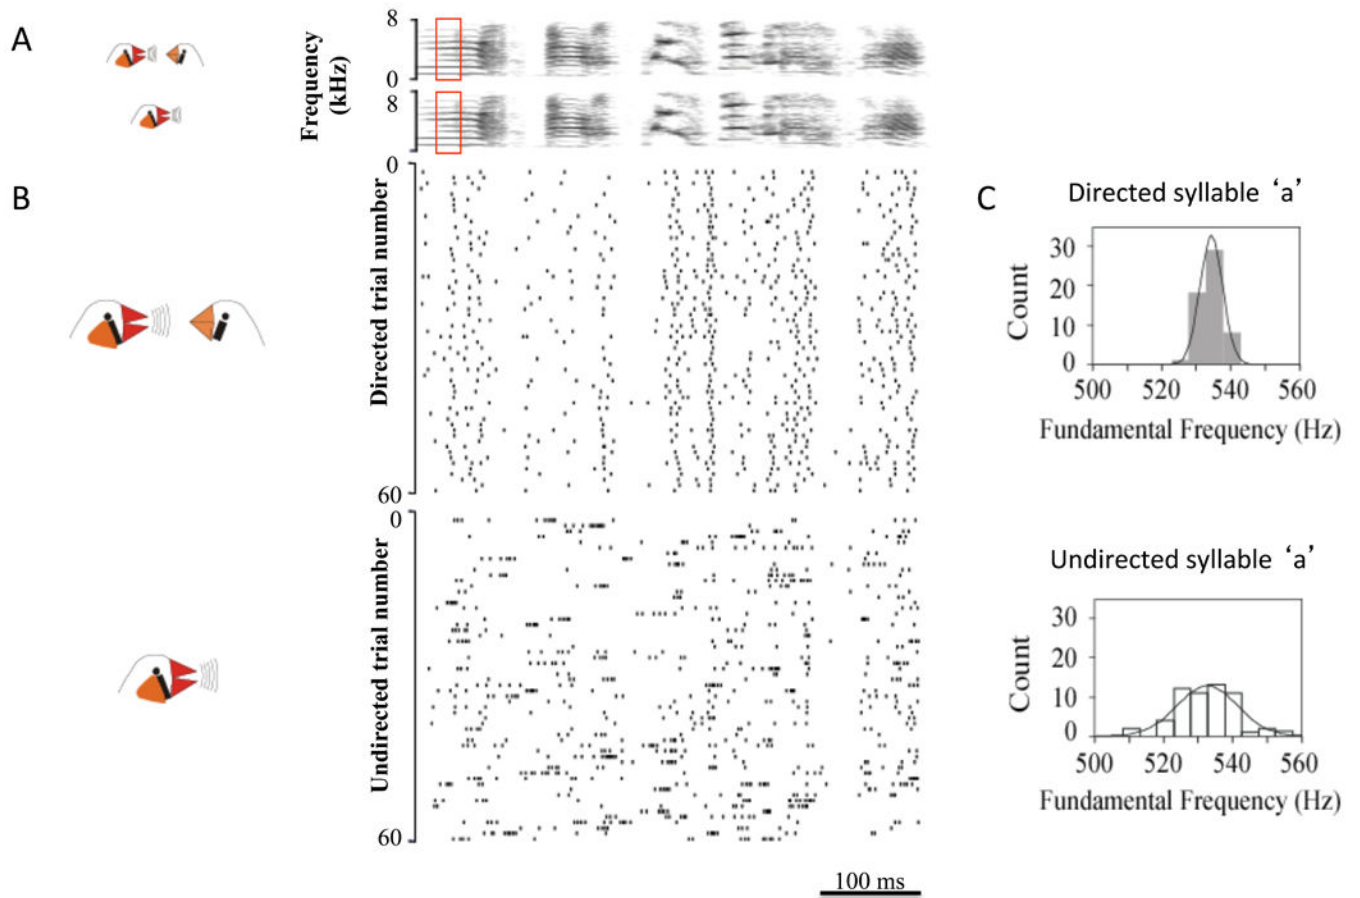 A
Frequency
(kHz)
8
0
8
B
0
Directed trial number
60
0
Undirected trial number
60
100 ms
C
Directed syllable ‘a’
Count
30
20
10
0
500 520 540 560
Fundamental Frequency (Hz)
Undirected syllable ‘a’
Count
30
20
10
0
500 520 540 560
Fundamental Frequency (Hz)